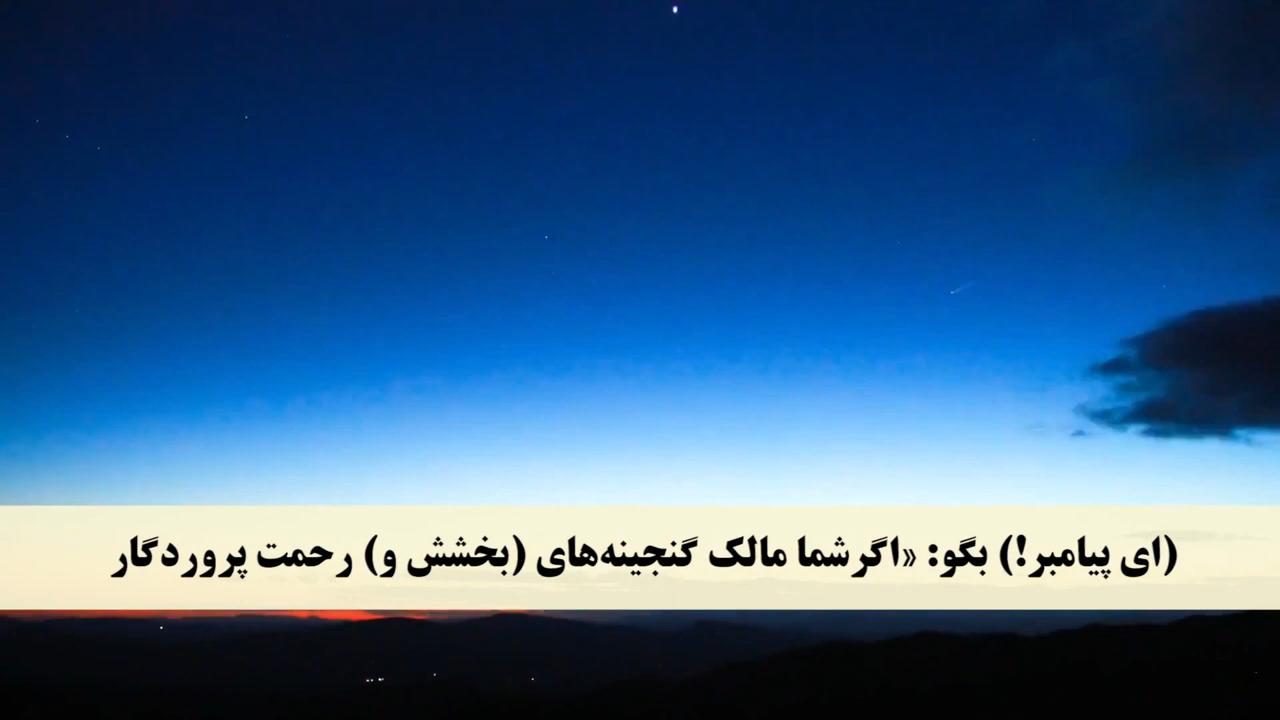 (ای پیامبر!) بگو: «اگر شما مالک گنجینه‌های (بخشش و) رحمت پروردگار